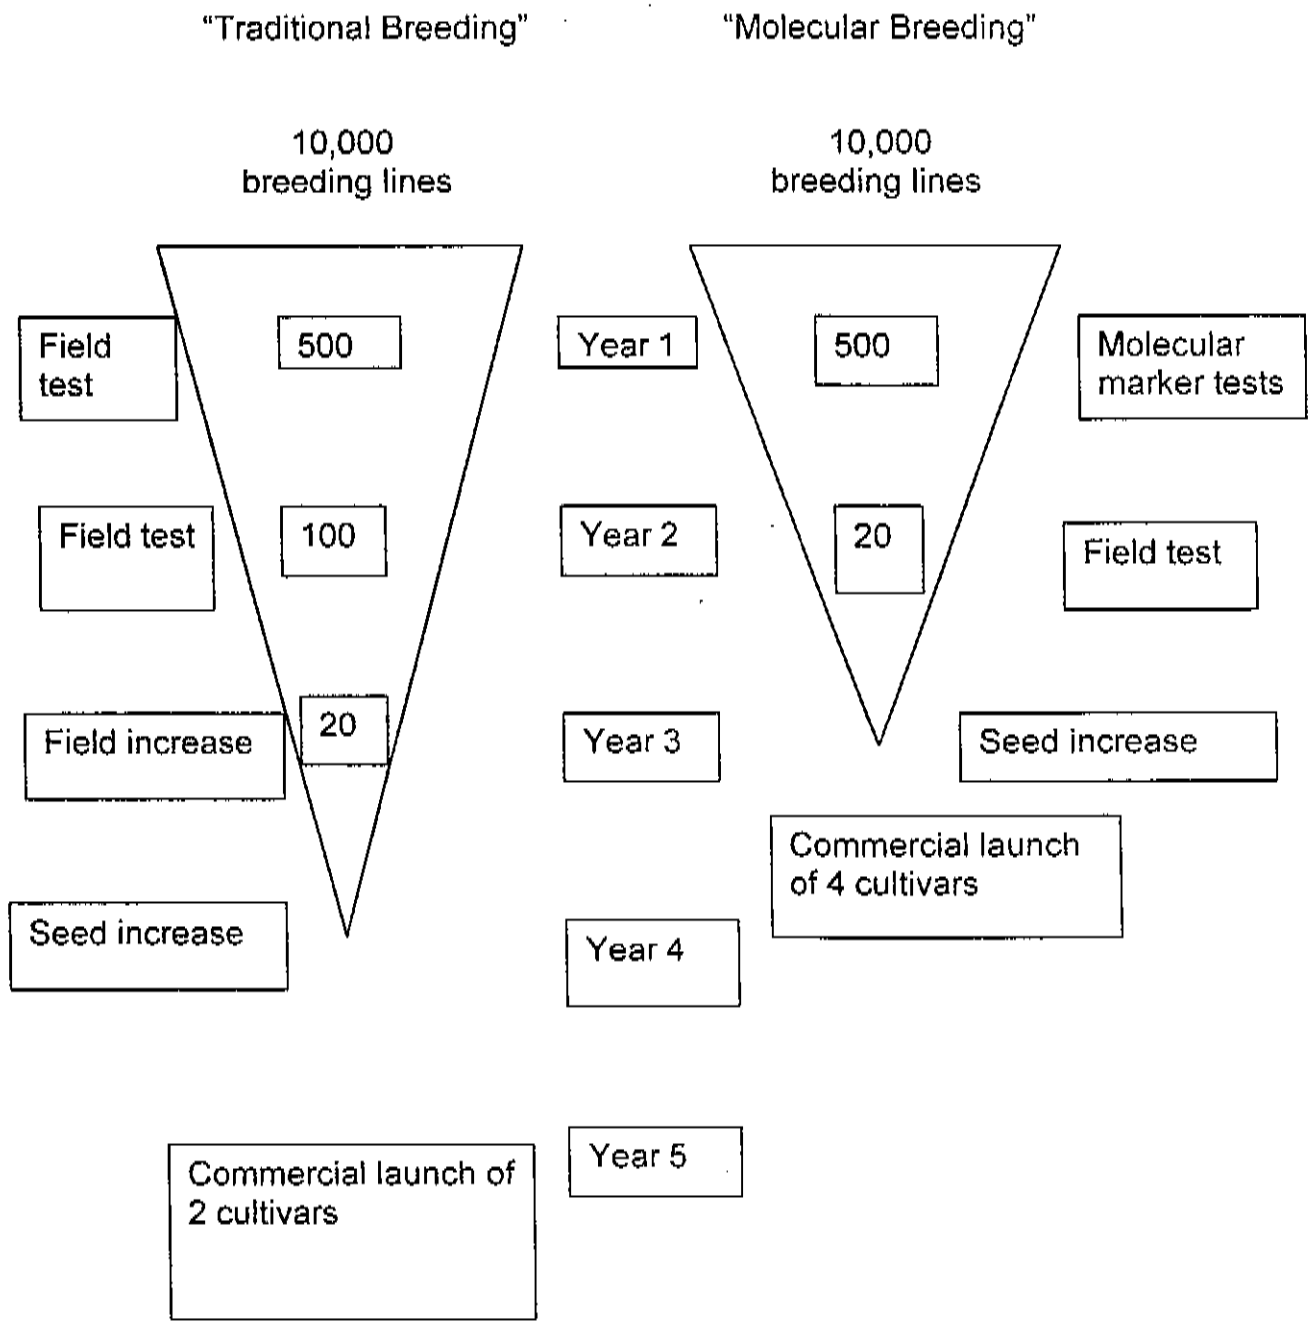 "Traditional Breeding"
"Molecular Breeding"
10,000
breeding lines
10,000
breeding lines
Field
test
500
Year 1
500
Molecular
marker tests
Field test
100
Year 2
20
Field test
Field increase
20
Year 3
Seed increase
Commercial launch
of 4 cultivars
Seed increase
Year 4
Commercial launch of
2 cultivars
Year 5